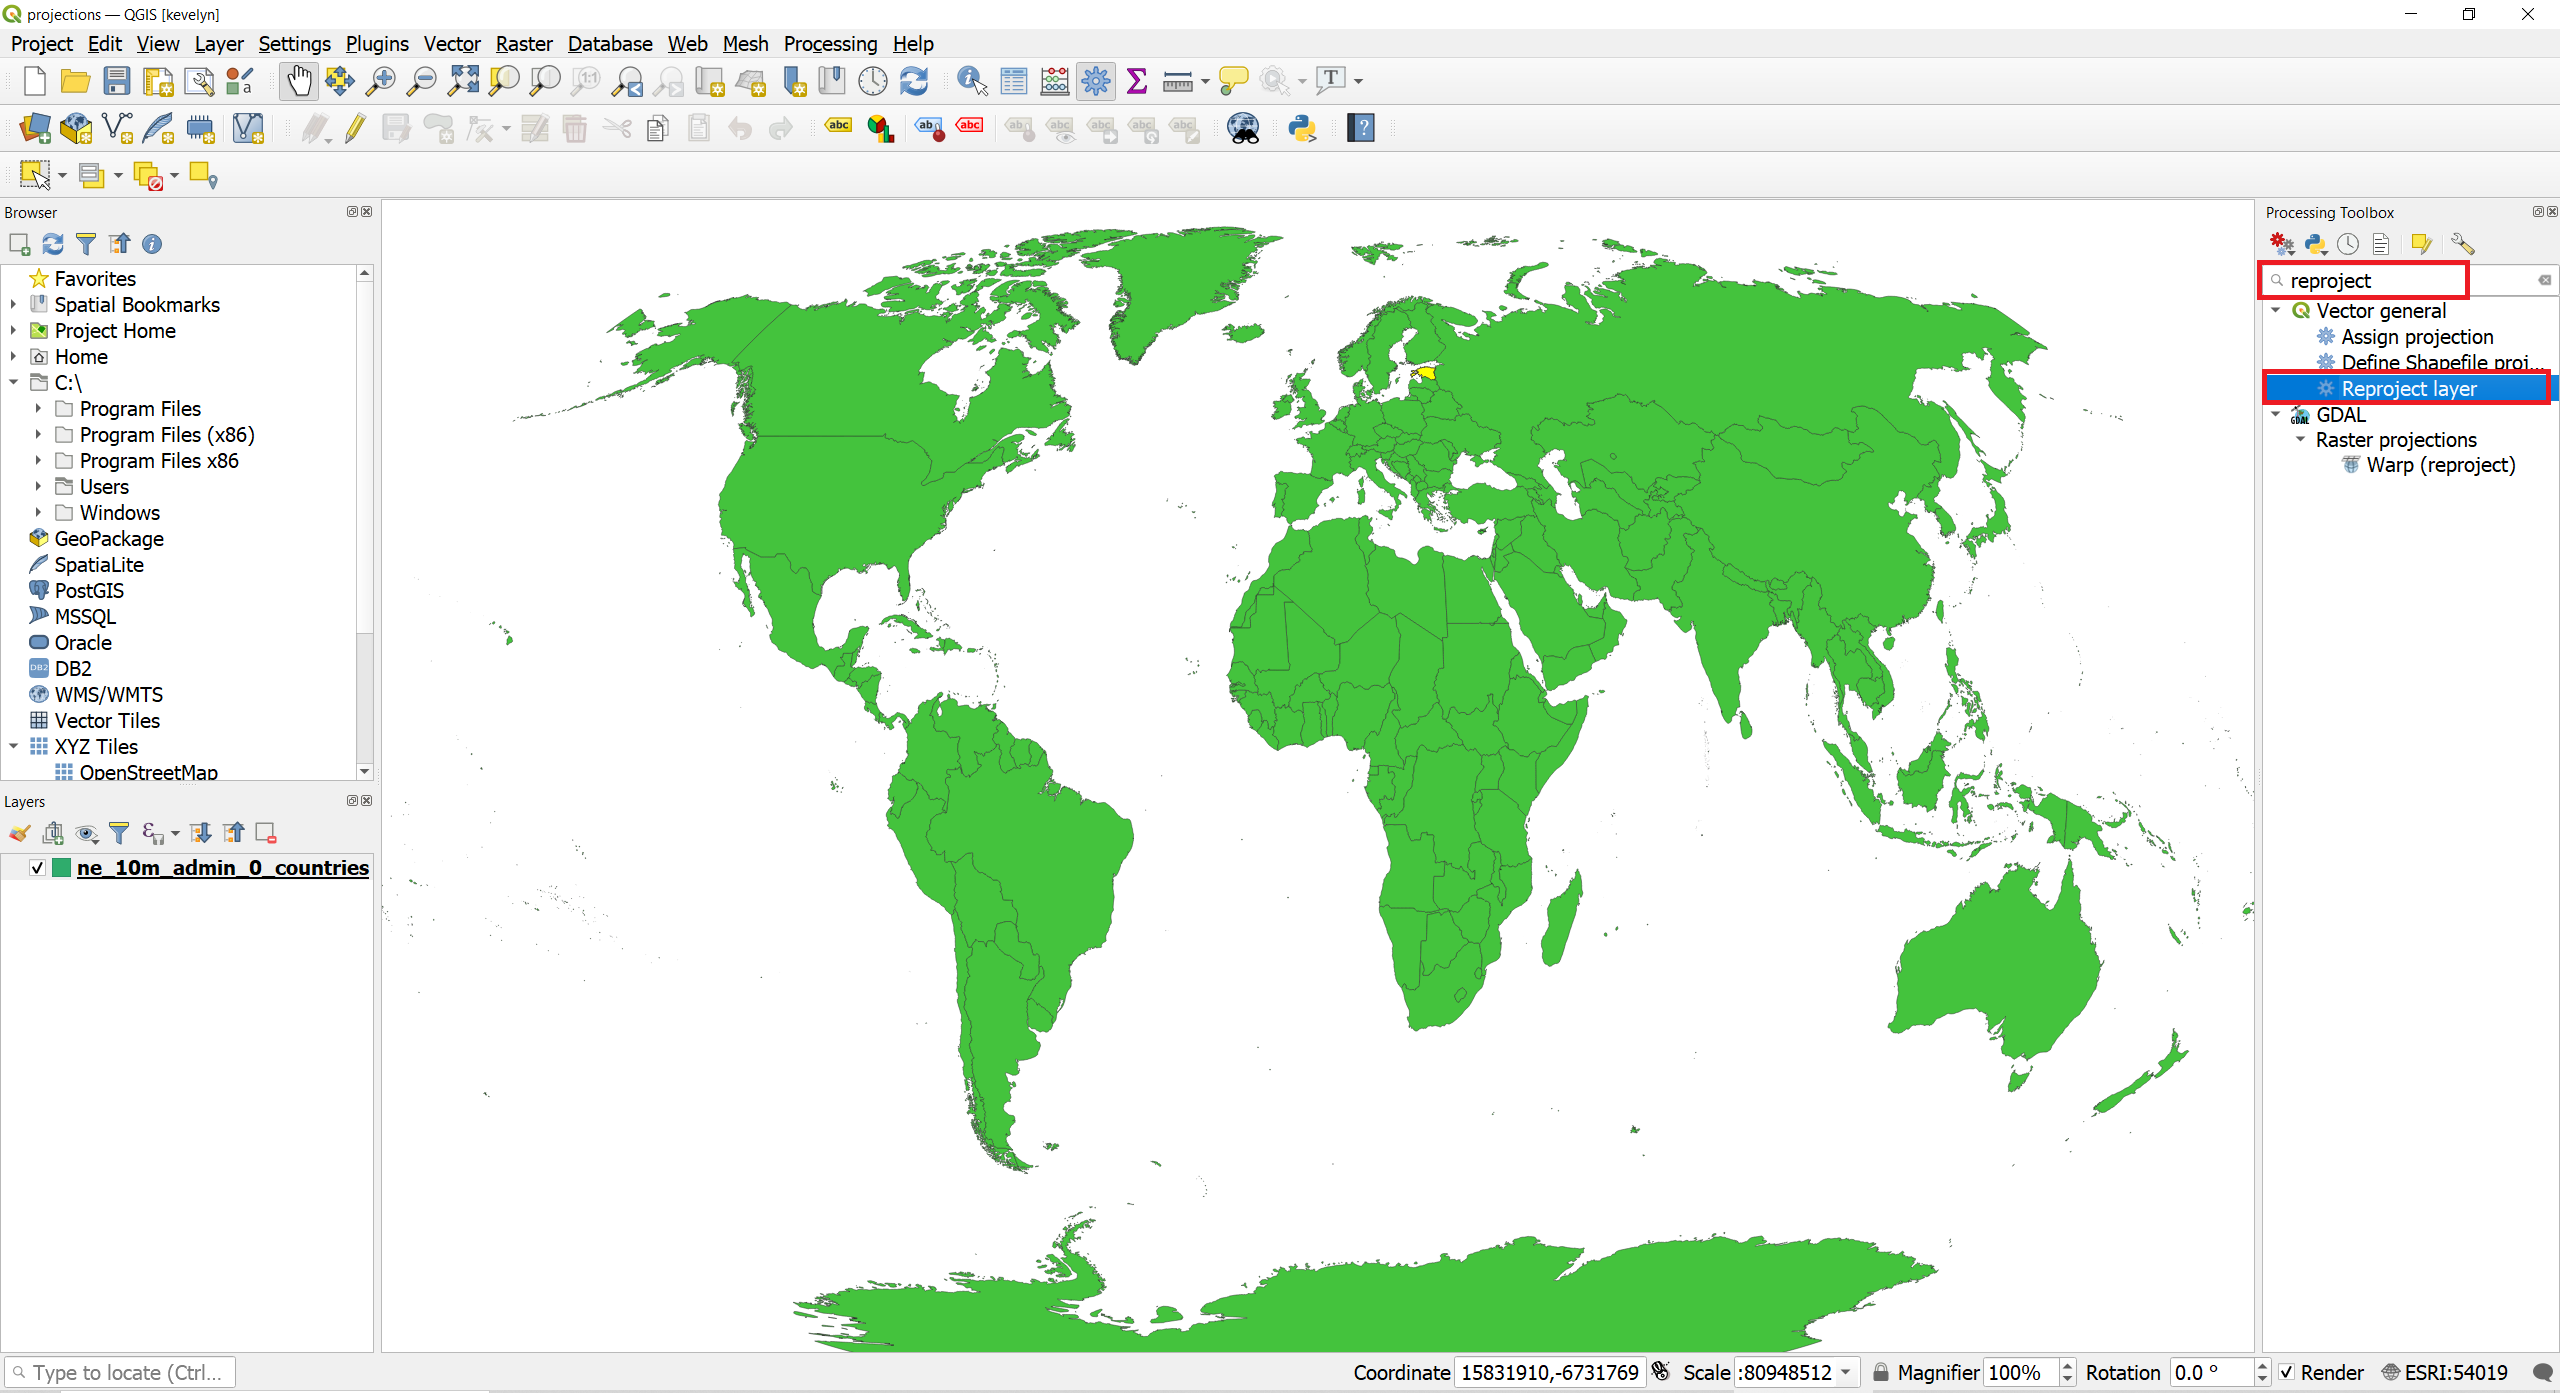 projections — QGIS [kevelyn]
Project Edit View Layer Settings Plugins Vector Raster Database Web Mesh Processing Help
Browser
Favorites
Spatial Bookmarks
Project Home
Home
C:\
Program Files
Program Files (x86)
Program Files x86
Users
Windows
GeoPackage
SpatiaLite
PostGIS
MSSQL
Oracle
DB2
WMS/WMTS
Vector Tiles
XYZ Tiles
OpenStreetMap
Layers
ne_10m_admin_0_countries
Processing Toolbox
reproject
Vector general
Assign projection
Define Shapefile proj...
Reproject layer
GDAL
Raster projections
Warp (reproject)
Type to locate (Ctrl...
Coordinate 15831910,-6731769 Scale :80948512 Magnifier 100% Rotation 0.0 ° Render ESRI:54019